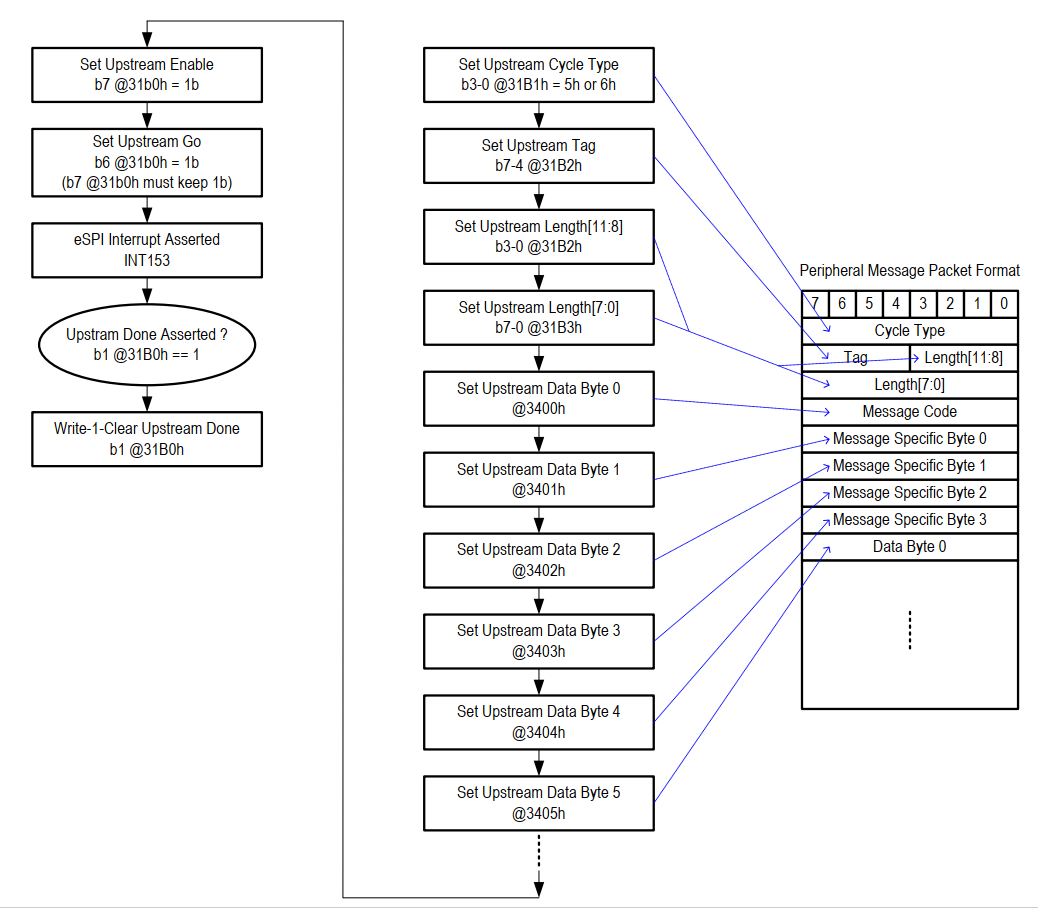 Set Upstream Enable
b7 @31b0h = 1b
Set Upstream Go
b6 @31b0h = 1b
(b7 @31b0h must keep 1b)
eSPI Interrupt Asserted
INT153
Upstram Done Asserted ?
b1 @31B0h == 1
Write-1-Clear Upstream Done
b1 @31B0h
Set Upstream Cycle Type
b3-0 @31B1h = 5h or 6h
Set Upstream Tag
b7-4 @31B2h
Set Upstream Length[11:8]
b3-0 @31B2h
Set Upstream Length[7:0]
b7-0 @31B3h
Set Upstream Data Byte 0
@3400h
Set Upstream Data Byte 1
@3401h
Set Upstream Data Byte 2
@3402h
Set Upstream Data Byte 3
@3403h
Set Upstream Data Byte 4
@3404h
Set Upstream Data Byte 5
@3405h
Peripheral Message Packet Format
7 6 5 4 3 2 1 0
Cycle Type
Tag Length[11:8]
Length[7:0]
Message Code
Message Specific Byte 0
Message Specific Byte 1
Message Specific Byte 2
Message Specific Byte 3
Data Byte 0